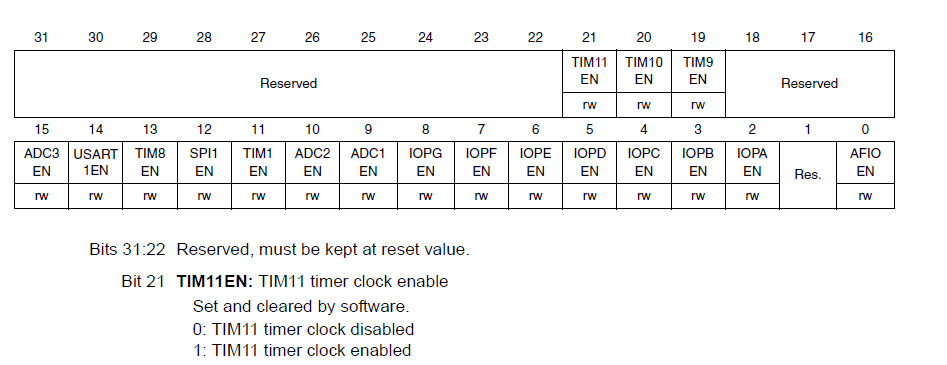 31 30 29 28 27 26 25 24 23 22 21 20 19 18 17 16
Reserved TIM11 EN TIM10 EN TIM9 EN Reserved
rw rw rw
15 14 13 12 11 10 9 8 7 6 5 4 3 2 1 0
ADC3 EN USART 1EN TIM8 EN SPI1 EN TIM1 EN ADC2 EN ADC1 EN IOPG EN IOPF EN IOPE EN IOPD EN IOPC EN IOPB EN IOPA EN Res. AFIO EN
rw rw rw rw rw rw rw rw rw rw rw rw rw rw rw
Bits 31:22 Reserved, must be kept at reset value.
Bit 21 TIM11EN: TIM11 timer clock enable
Set and cleared by software.
0: TIM11 timer clock disabled
1: TIM11 timer clock enabled